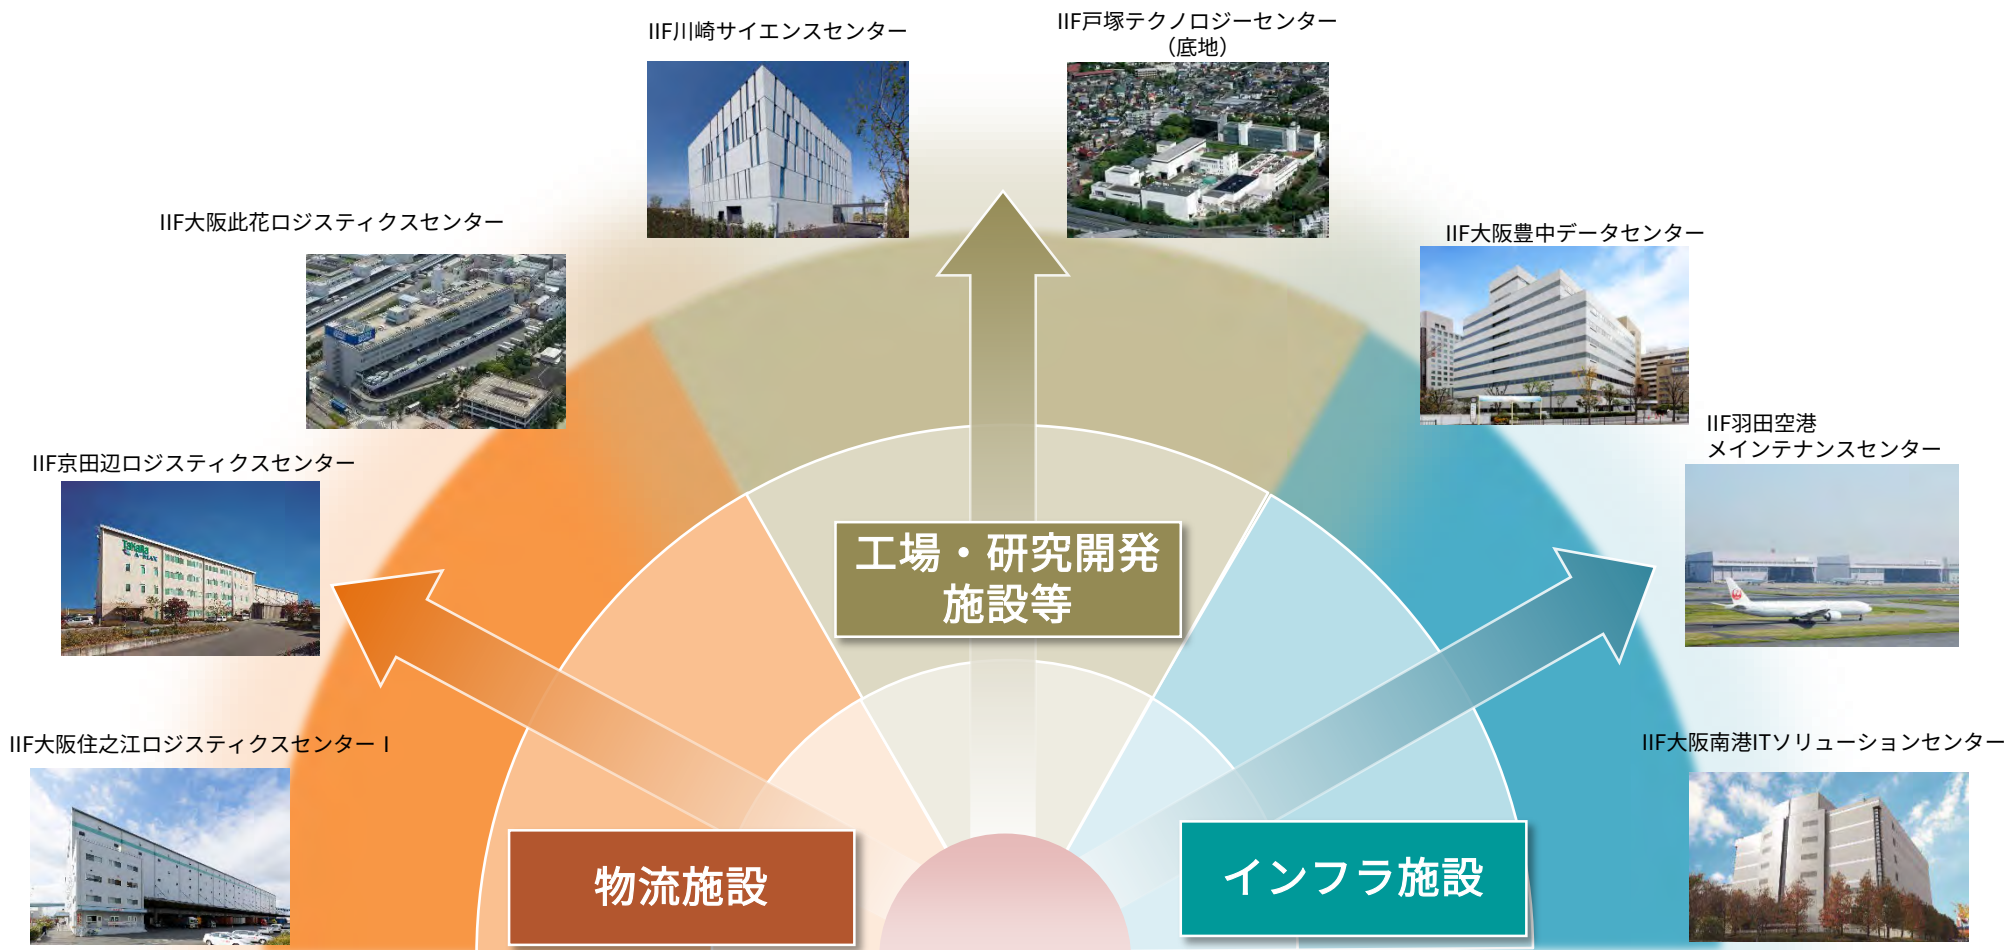 IIF川崎サイエンスセンター
IIF戸塚テクノロジーセンター
（底地）
IIF大阪此花ロジスティクスセンター
IIF大阪豊中データセンター
IIF羽田空港
メインテナンスセンター
IIF京田辺ロジスティクスセンター
工場・研究開発
施設等
IIF大阪住之江ロジスティクスセンターⅠ
IIF大阪南港ITソリューションセンター
物流施設
インフラ施設